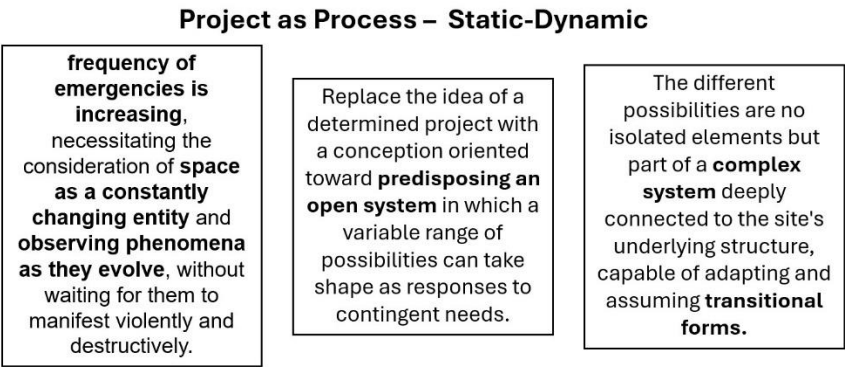 Project as Process – Static-Dynamic
frequency of
emergencies is
increasing,
necessitating the
consideration of space
as a constantly
changing entity and
observing phenomena
as they evolve, without
waiting for them to
manifest violently and
destructively.
Replace the idea of a
determined project with
a conception oriented
toward predisposing an
open system in which a
variable range of
possibilities can take
shape as responses to
contingent needs.
The different
possibilities are no
isolated elements but
part of a complex
system deeply
connected to the site's
underlying structure,
capable of adapting and
assuming transitional
forms.